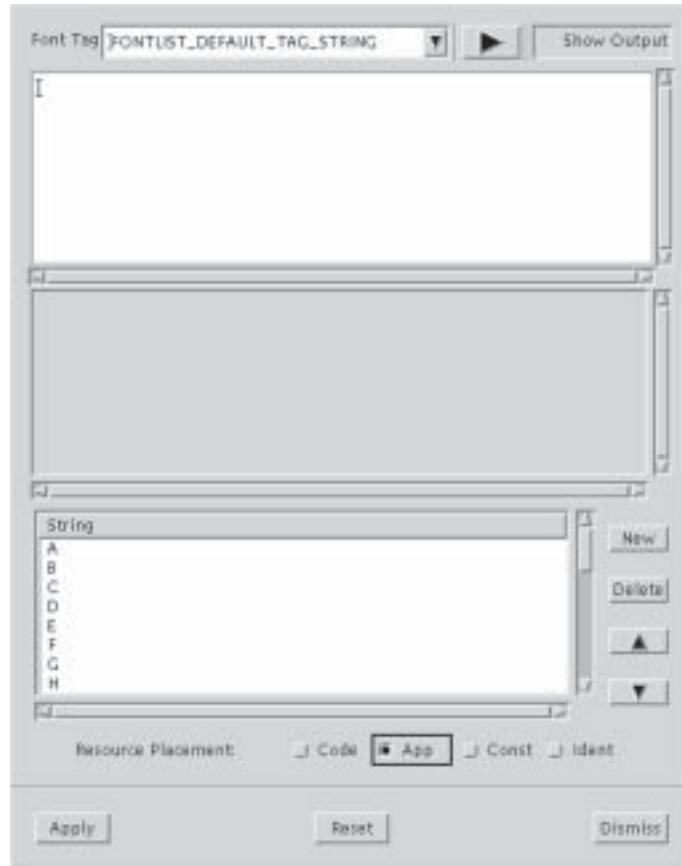 Font Tag FONTLIST_DEFAULT_TAG_STRING Show Output
String
A
B
C
D
E
F
G
H
New
Delete
Resource Placement: Code App Const Ident
Apply Reset Dismiss